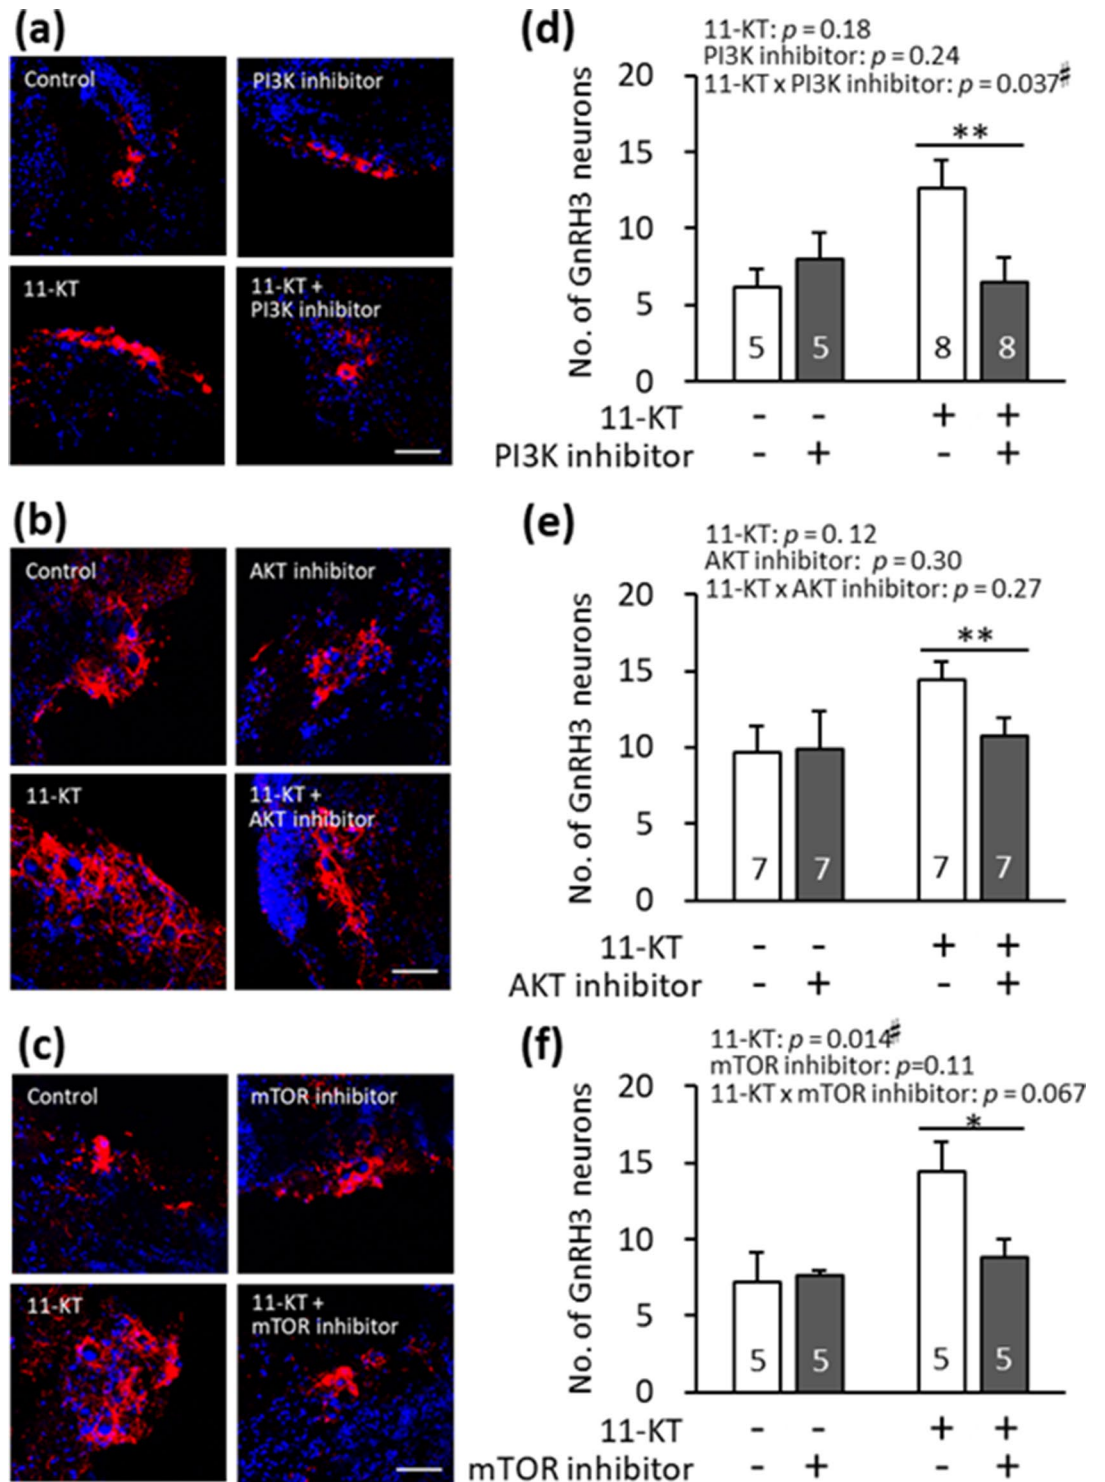 (a)
Control
PI3K inhibitor
11-KT
11-KT +
PI3K inhibitor
(d)
11-KT: p = 0.18
PI3K inhibitor: p = 0.24
11-KT x PI3K inhibitor: p = 0.037#
No. of GnRH3 neurons
20
15
10
5
0
**
5 5 8 8
11-KT - - + +
PI3K inhibitor - + - +
(b)
Control
AKT inhibitor
11-KT
11-KT +
AKT inhibitor
(e)
11-KT: p = 0. 12
AKT inhibitor: p = 0.30
11-KT x AKT inhibitor: p = 0.27
No. of GnRH3 neurons
20
15
10
5
0
**
7 7 7 7
11-KT - - + +
AKT inhibitor - + - +
(c)
Control
mTOR inhibitor
11-KT
11-KT +
mTOR inhibitor
(f)
11-KT: p = 0.014#
mTOR inhibitor: p=0.11
11-KT x mTOR inhibitor: p = 0.067
No. of GnRH3 neurons
20
15
10
5
0
*
5 5 5 5
11-KT - - + +
mTOR inhibitor - + - +